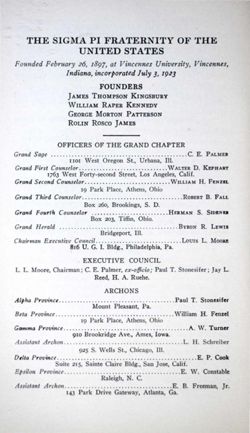 THE SIGMA PI FRATERNITY OF THE
UNITED STATES
Founded February 26, 1897, at Vincennes University, Vincennes,
Indiana, incorporated July 3, 1923
FOUNDERS
JAMES THOMPSON KINGSBURY
WILLIAM RAPER KENNEDY
GEORGE MORTON PATTERSON
ROLIN ROSCO JAMES
OFFICERS OF THE GRAND CHAPTER
Grand Sage C. E. PALMER
1101 West Oregon St., Urbana, Ill.
Grand First Counselor WALTER D. KEPHART
1763 West Forty-second Street, Los Angeles, Calif.
Grand Second Counselor WILLIAM H. FENZEL
19 Park Place, Athens, Ohio
Grand Third Counselor ROBERT B. FALL
Box 260, Brookings, S. D.
Grand Fourth Counselor HERMAN S. SIDENER
Box 203, Tiffin, Ohio.
Grand Herald BYRON R. LEWIS
Bridgeport, Ill.
Chairman Executive Council LOUIS L. MOORE
816 U. G. I. Bldg., Philadelphia, Pa.
EXECUTIVE COUNCIL
L. L. Moore, Chairman; C. E. Palmer, ex-officio; Paul T. Stonesifer; Jay L.
Reed, H. A. Ruehe.
ARCHONS
Alpha Province Paul T. Stonesifer
Mount Pleasant, Pa.
Beta Province William H. Fenzel
19 Park Place, Athens, Ohio
Gamma Province A. W. Turner
910 Brookridge Ave., Ames, Iowa.
Assistant Archon L. H. Schreiber
925 S. Wells St., Chicago, Ill.
Delta Province E. P. Cook
Suite 215, Sainte Claire Bldg., San Jose, Calif.
Epsilon Province E. W. Constable
Raleigh, N. C.
Assistant Archon E. B. Jr.
143 Park Drive Gateway, Atlanta, Ga.